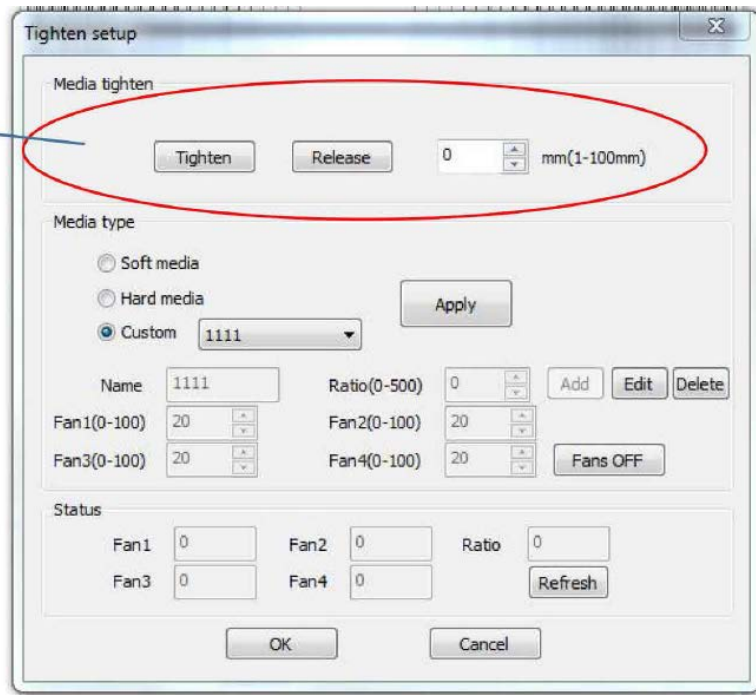 Tighten setup
Media tighten
Tighten Release 0 mm(1-100mm)
Media type
Soft media
Hard media
Apply
Custom 1111
Name 1111 Ratio(0-500) 0 Add Edit Delete
Fan1(0-100) 20 Fan2(0-100) 20
Fan3(0-100) 20 Fan4(0-100) 20 Fans OFF
Status
Fan1 0 Fan2 0 Ratio 0
Fan3 0 Fan4 0 Refresh
OK Cancel